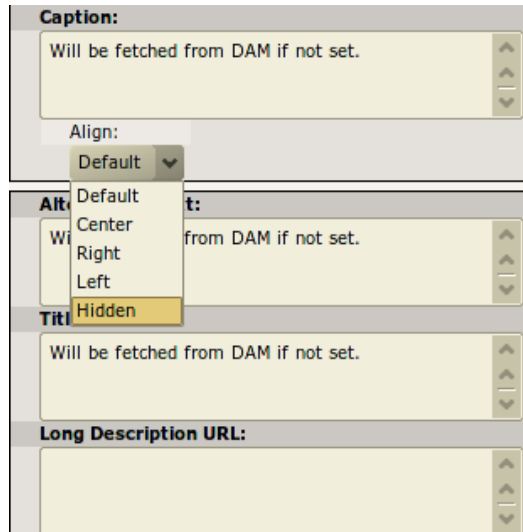 Caption:
Will be fetched from DAM if not set.
Align:
Default
Default
Center
Right
Left
Hidden
from DAM if not set.
Will be fetched from DAM if not set.
Long Description URL: